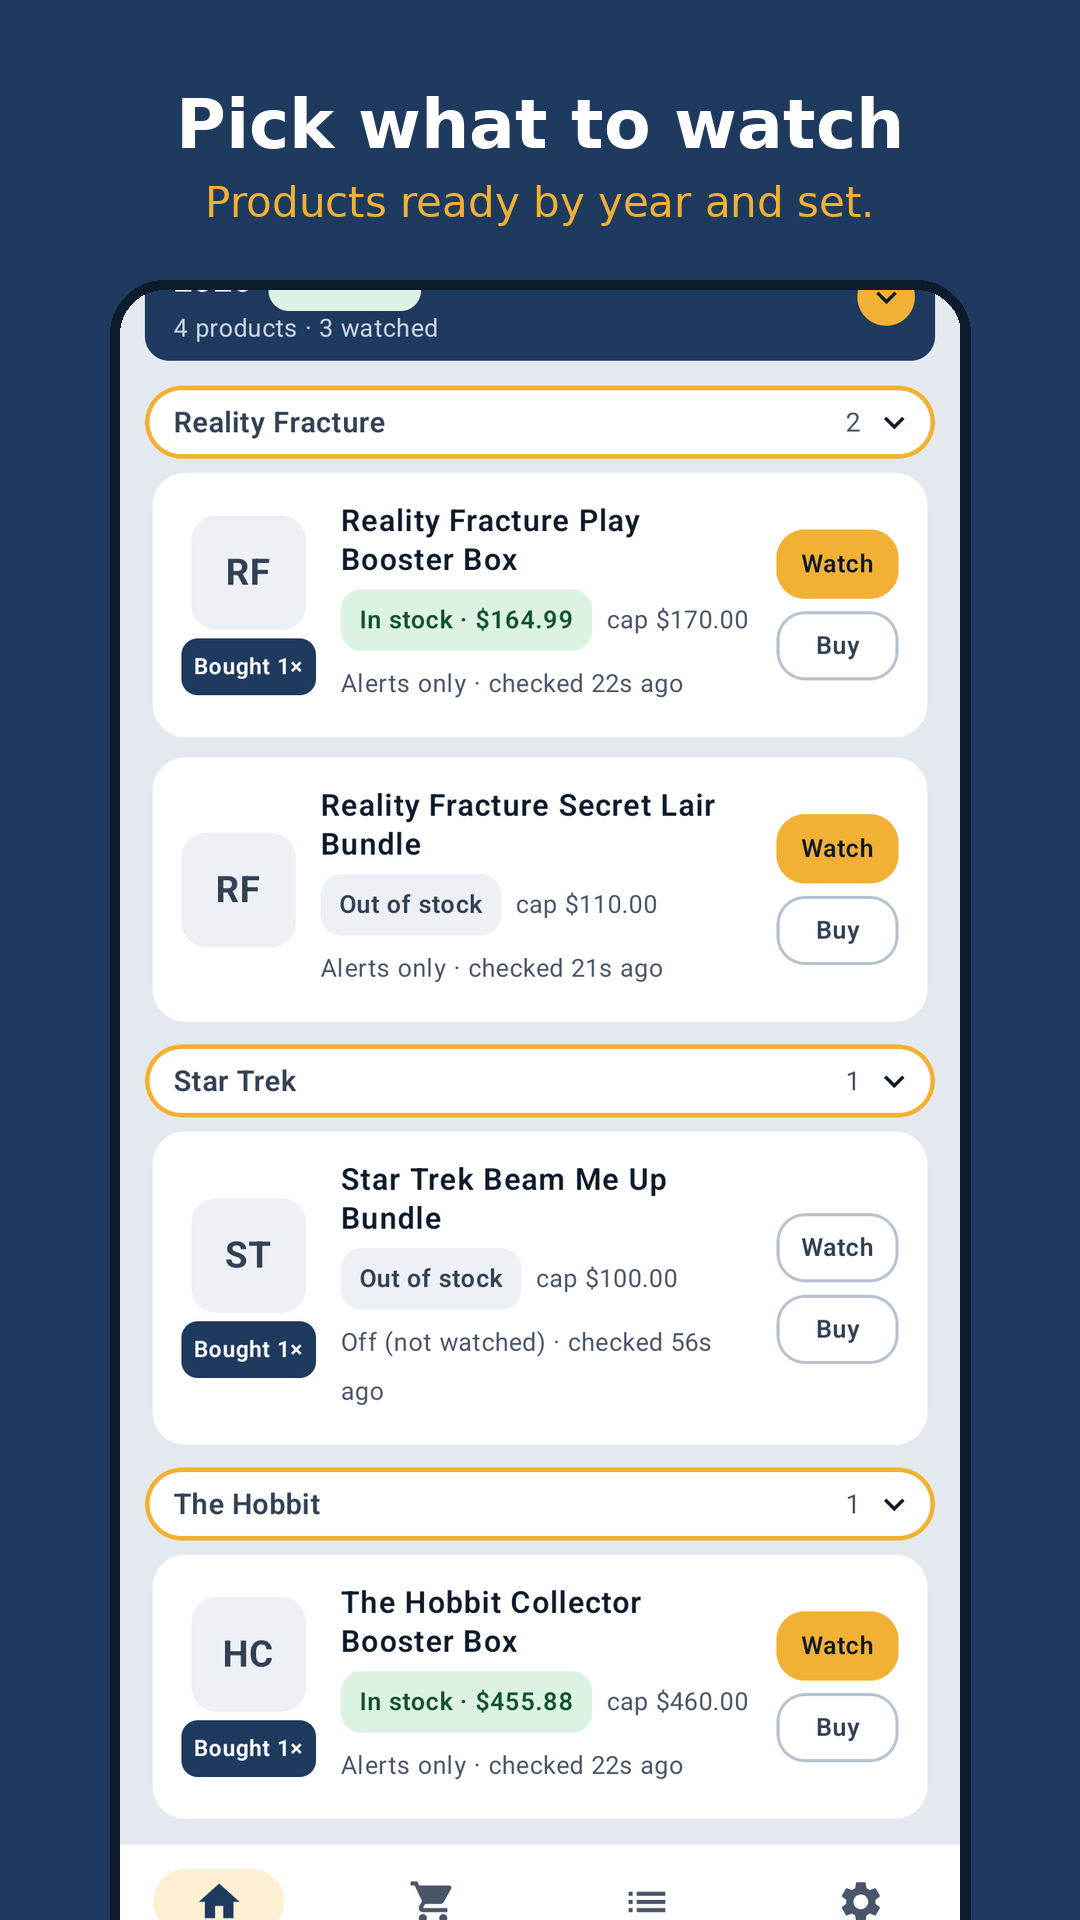 Pick what to watch
Products ready by year and set.
4 products · 3 watched
Reality Fracture 2
Reality Fracture Play
Booster Box
RF
Watch
In stock · $164.99 cap $170.00
Buy
Bought 1×
Alerts only · checked 22s ago
Reality Fracture Secret Lair
Bundle
RF
Watch
Out of stock cap $110.00
Buy
Alerts only · checked 21s ago
Star Trek 1
Star Trek Beam Me Up
Bundle
ST
Watch
Out of stock cap $100.00
Buy
Bought 1×
Off (not watched) · checked 56s
ago
The Hobbit 1
The Hobbit Collector
Booster Box
HC
Watch
In stock · $455.88 cap $460.00
Buy
Bought 1×
Alerts only · checked 22s ago